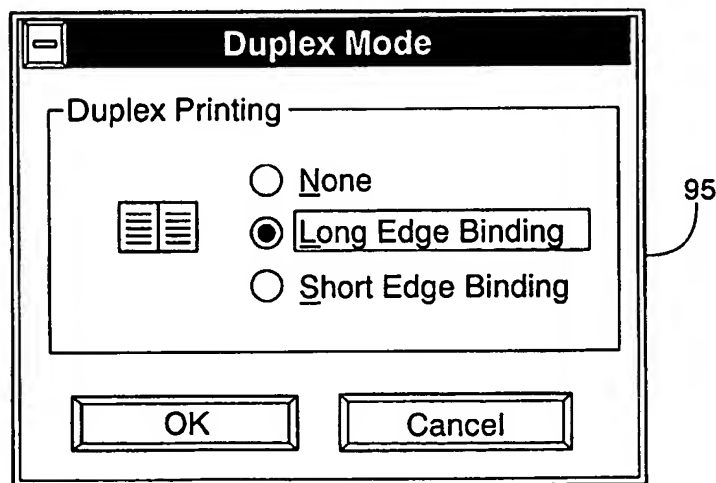 Duplex Mode
Duplex Printing
None
Long Edge Binding
Short Edge Binding
95
OK
Cancel